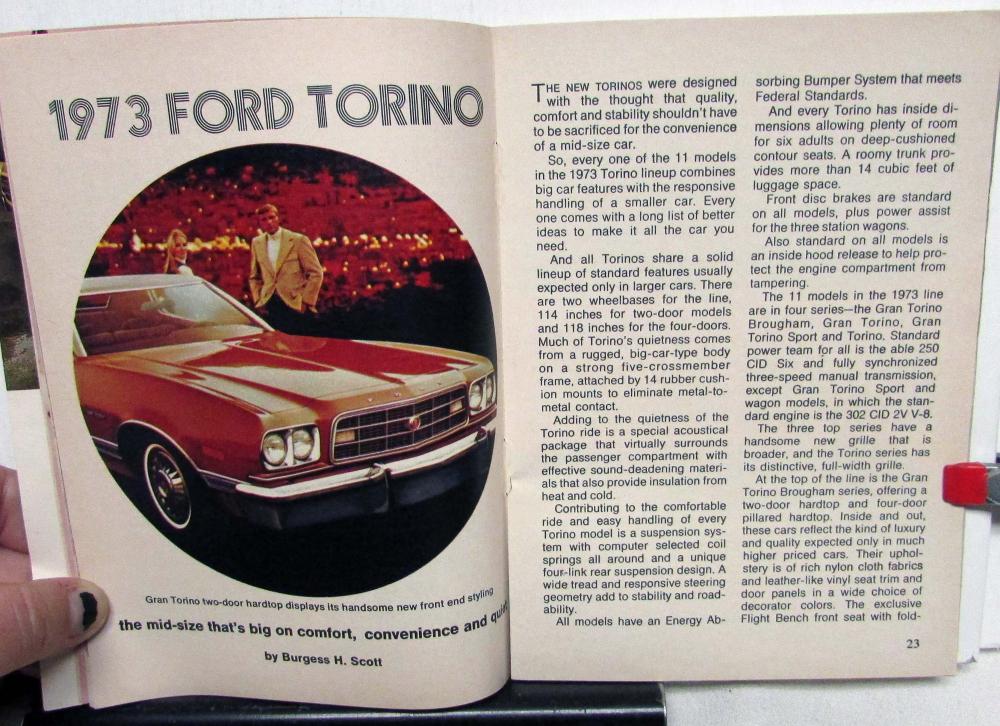 1973 FORD TORINO
Gran Torino two-door hardtop displays its handsome new front end styling
the mid-size that's big on comfort, convenience and quiet
by Burgess H. Scott
THE NEW TORINOS were designed
with the thought that quality,
comfort and stability shouldn't have
to be sacrificed for the convenience
of a mid-size car.
So, every one of the 11 models
in the 1973 Torino lineup combines
big car features with the responsive
handling of a smaller car. Every
one comes with a long list of better
ideas to make it all the car you
need.
And all Torinos share a solid
lineup of standard features usually
expected only in larger cars. There
are two wheelbases for the line,
114 inches for two-door models
and 118 inches for the four-doors.
Much of Torino's quietness comes
from a rugged, big-car-type body
on a strong five-crossmember
frame, attached by 14 rubber cush-
ion mounts to eliminate metal-to-
metal contact.
Adding to the quietness of the
Torino ride is a special acoustical
package that virtually surrounds
the passenger compartment with
effective sound-deadening materi-
als that also provide insulation from
heat and cold.
Contributing to the comfortable
ride and easy handling of every
Torino model is a suspension sys-
tem with computer selected coil
springs all around and a unique
four-link rear suspension design. A
wide tread and responsive steering
geometry add to stability and road-
ability.
All models have an Energy Ab-
sorbing Bumper System that meets
Federal Standards.
And every Torino has inside di-
mensions allowing plenty of room
for six adults on deep-cushioned
contour seats. A roomy trunk pro-
vides more than 14 cubic feet of
luggage space.
Front disc brakes are standard
on all models, plus power assist
for the three station wagons.
Also standard on all models is
an inside hood release to help pro-
tect the engine compartment from
tampering.
The 11 models in the 1973 line
are in four series—the Gran Torino
Brougham, Gran Torino, Gran
Torino Sport and Torino. Standard
power team for all is the able 250
CID Six and fully synchronized
three-speed manual transmission,
except Gran Torino Sport and
wagon models, in which the stan-
dard engine is the 302 CID 2V V-8.
The three top series have a
handsome new grille that is
broader, and the Torino series has
its distinctive, full-width grille.
At the top of the line is the Gran
Torino Brougham series, offering a
two-door hardtop and four-door
pillared hardtop. Inside and out,
these cars reflect the kind of luxury
and quality expected only in much
higher priced cars. Their uphol-
stery is of rich nylon cloth fabrics
and leather-like vinyl seat trim and
door panels in a wide choice of
decorator colors. The exclusive
Flight Bench front seat with fold-
23